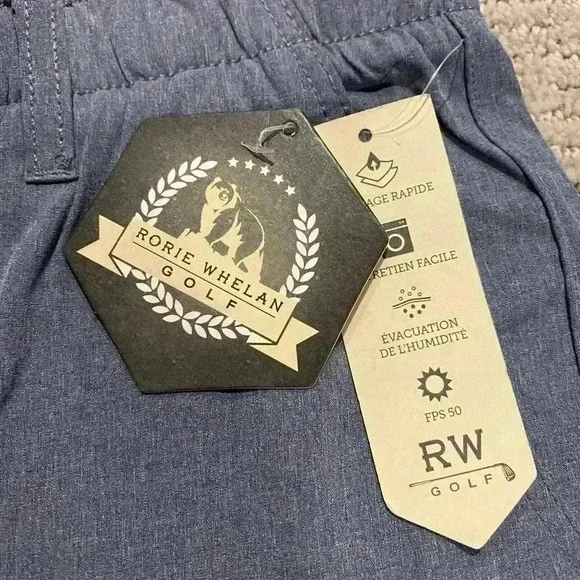 RORIE WHELAN
GOLF
AGE RAPIDE
RETIEN FACILE
ÉVACUATION
DE L'HUMIDITÉ
FPS 50
RW
GOLF